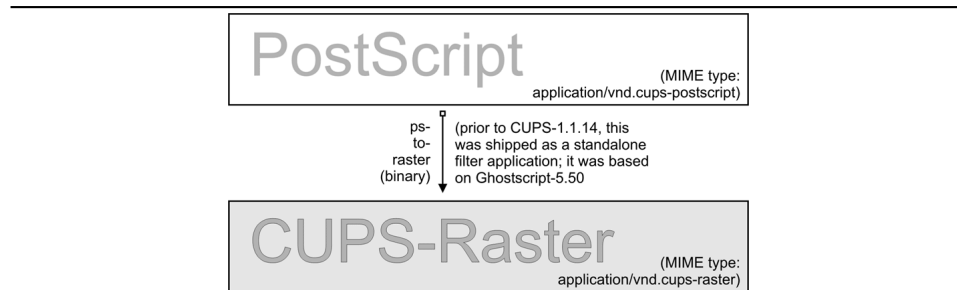 PostScript
(MIME type:
application/vnd.cups-postscript)
ps-
to-
raster
(binary)
(prior to CUPS-1.1.14, this
was shipped as a standalone
filter application; it was based
on Ghostscript-5.50
CUPS-Raster
(MIME type:
application/vnd.cups-raster)